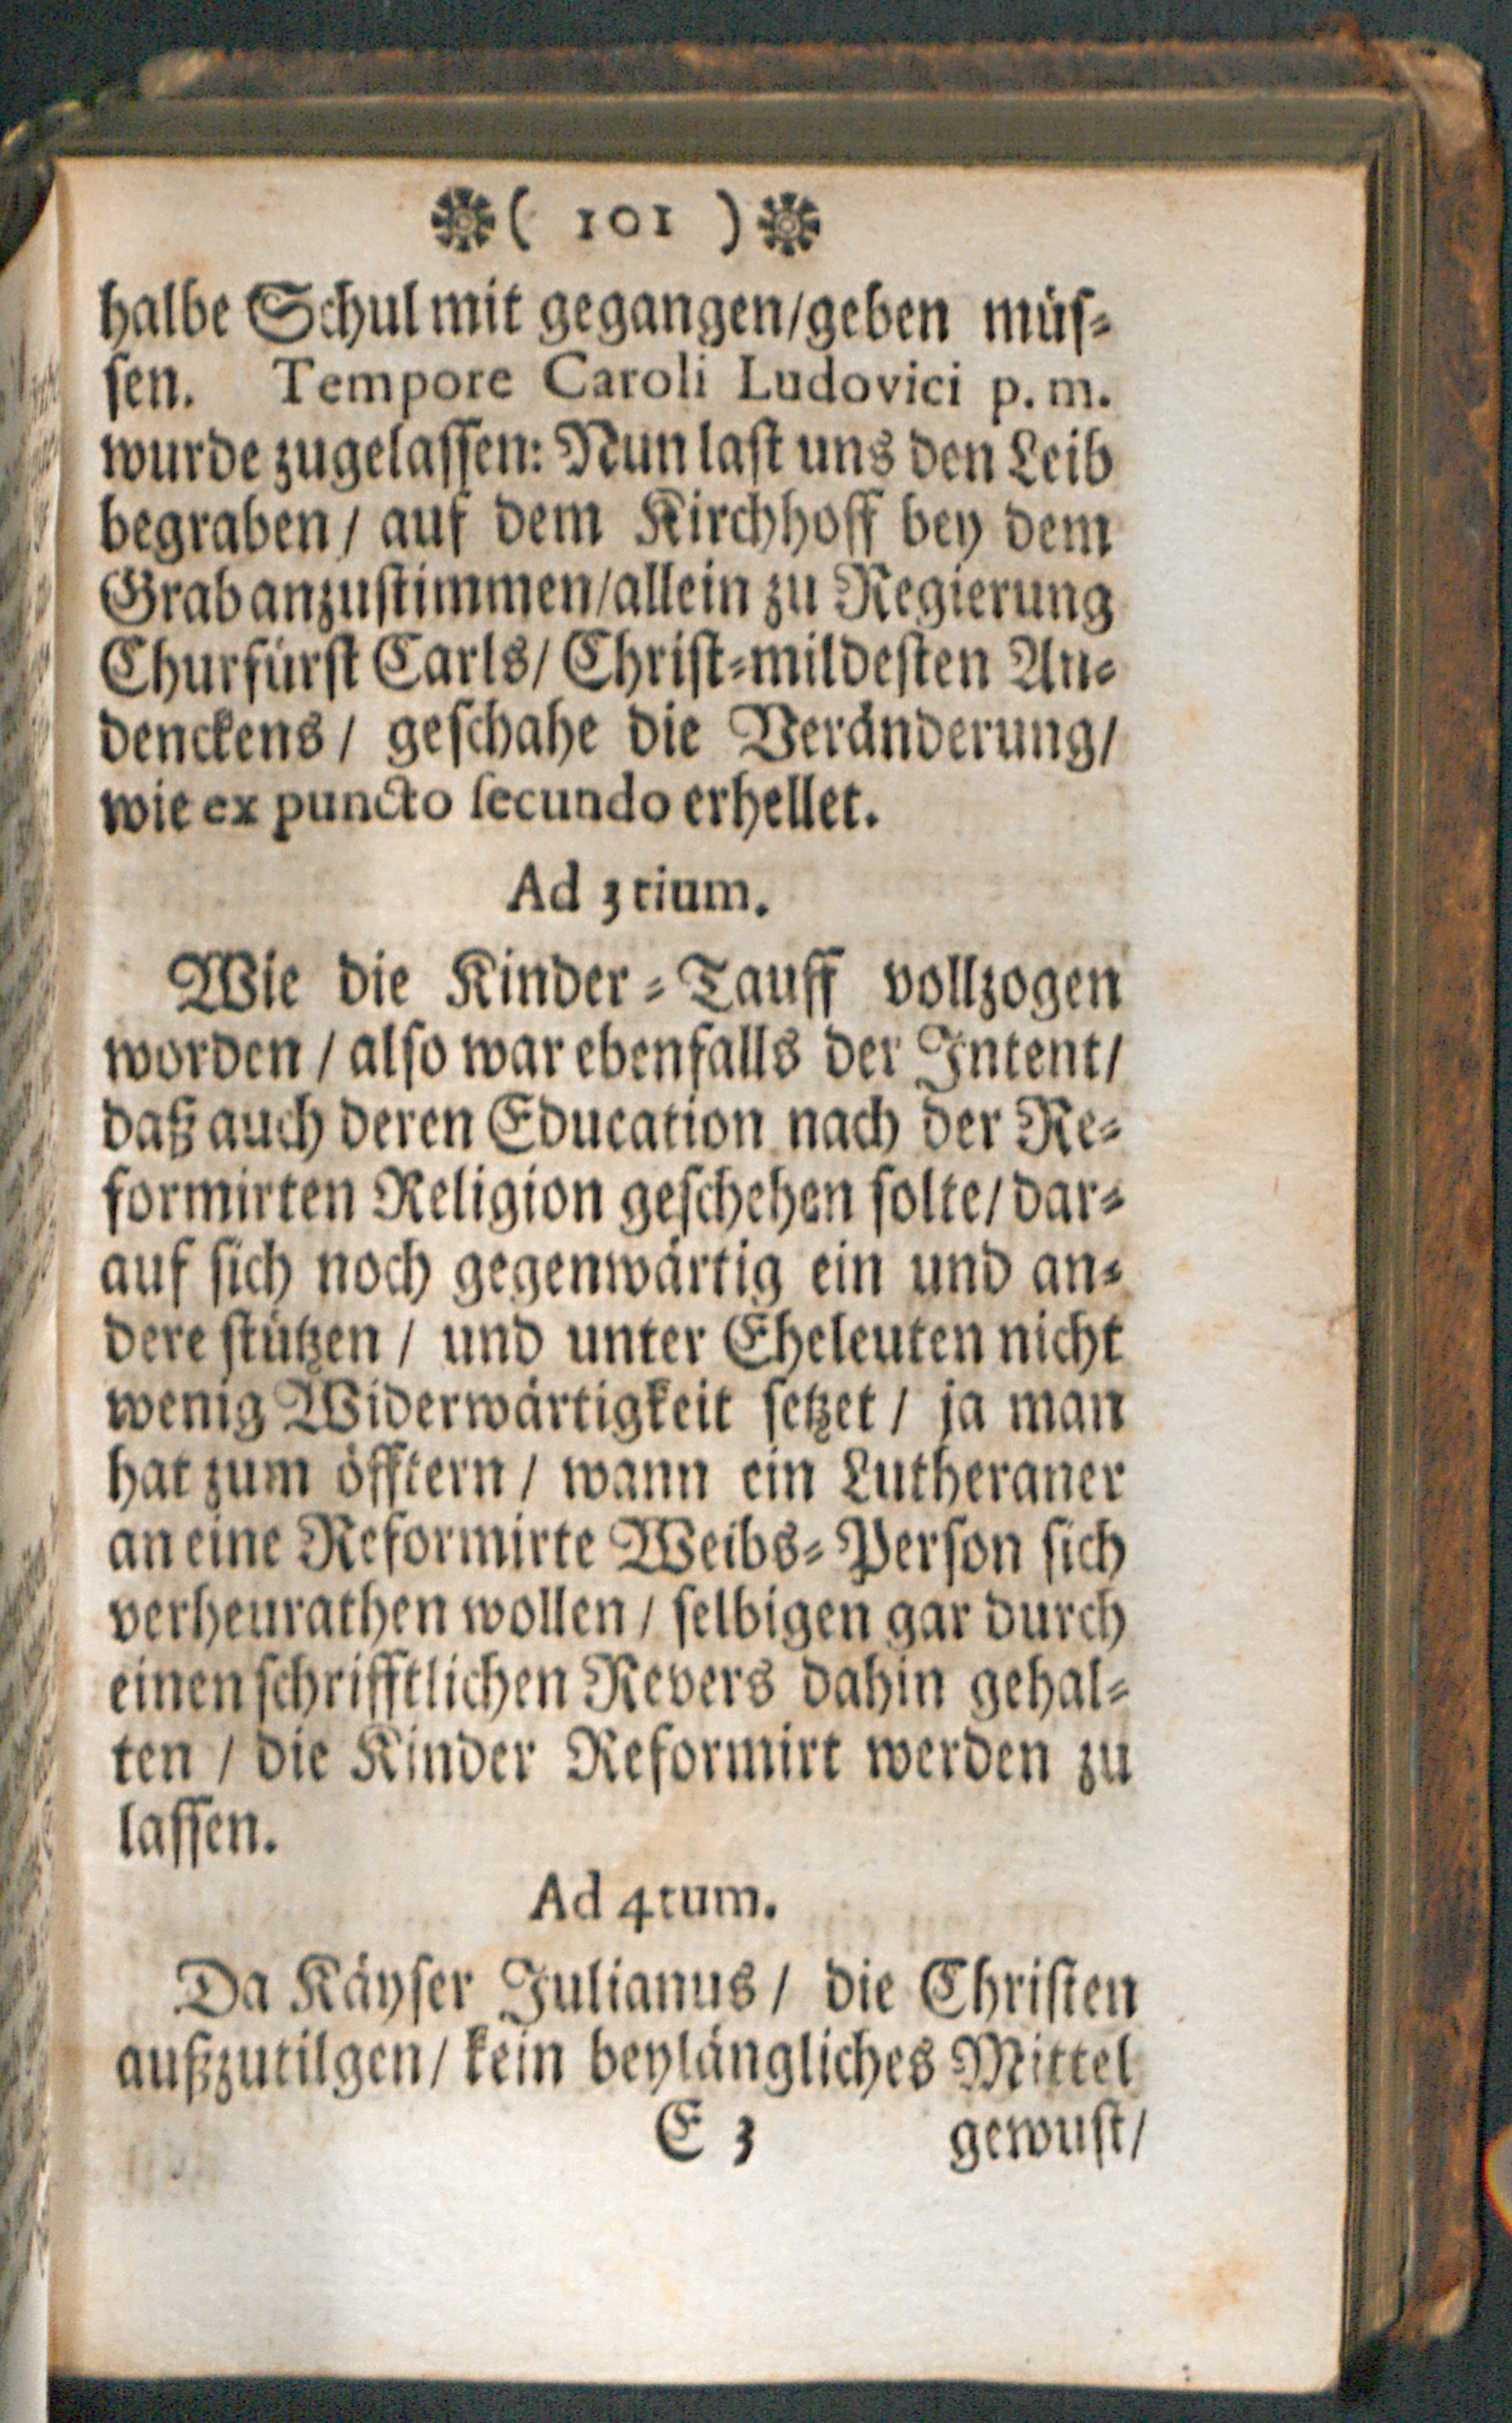 ( 101 )
halbe Schul mit gegangen/geben müs-
sen. Tempore Caroli Ludovici p. m.
wurde zugelassen: Nun last uns den Leib
begraben / auf dem Kirchhoff bey dem
Grab anzustimmen/allein zu Regierung
Churfürst Carls/ Christ-mildesten An-
denckens / geschahe die Veränderung/
wie ex puncto secundo erhellet.
Ad 3tium.
Wie die Kinder-Tauff vollzogen
worden / also war ebenfalls der Intent/
daß auch deren Education nach der Re-
formirten Religion geschehen solte/ dar-
auf sich noch gegenwärtig ein und an-
dere stützen / und unter Eheleuten nicht
wenig Widerwärtigkeit setzet / ja man
hat zum öfftern / wann ein Lutheraner
an eine Reformirte Weibs-Person sich
verheurathen wollen / selbigen gar durch
einen schrifftlichen Revers dahin gehal-
ten / die Kinder Reformirt werden zu
lassen.
Ad 4tum.
Da Käyser Julianus / die Christen
außzutilgen/ kein beylängliches Mittel
E 3 gewust/